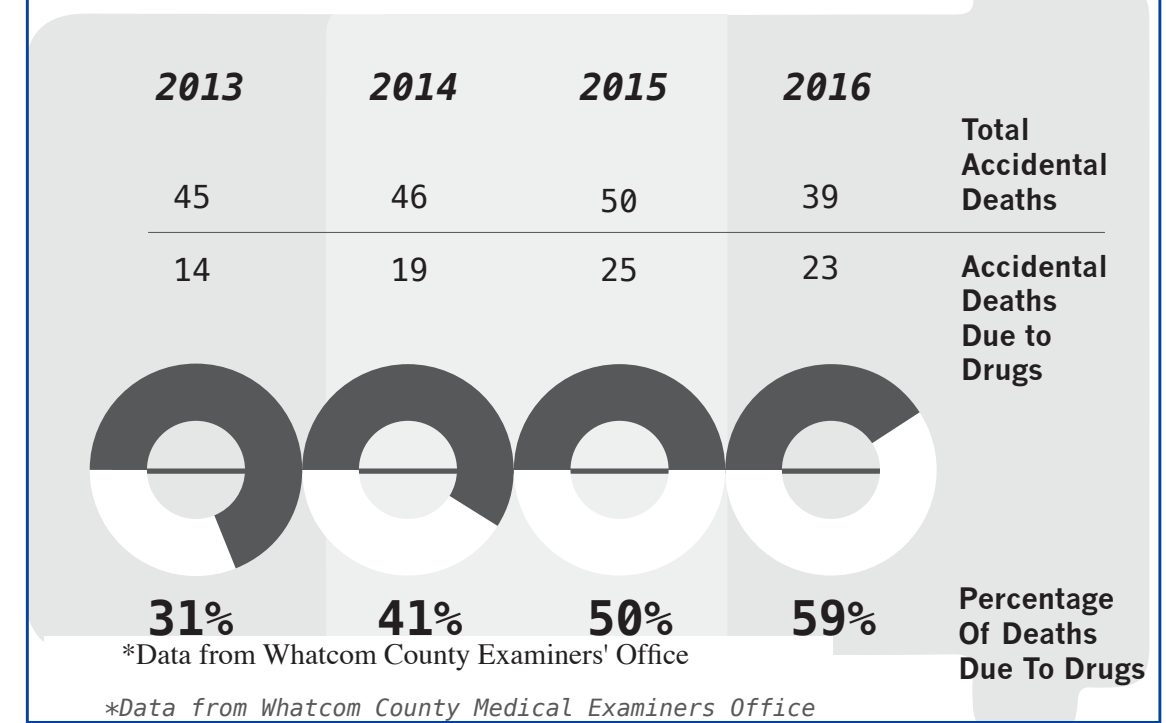 2013 2014 2015 2016
Total
Accidental
Deaths
45 46 50 39
14 19 25 23
Accidental
Deaths
Due to
Drugs
31% 41% 50% 59%
Percentage
Of Deaths
Due To Drugs
*Data from Whatcom County Examiners' Office
*Data from Whatcom County Medical Examiners Office